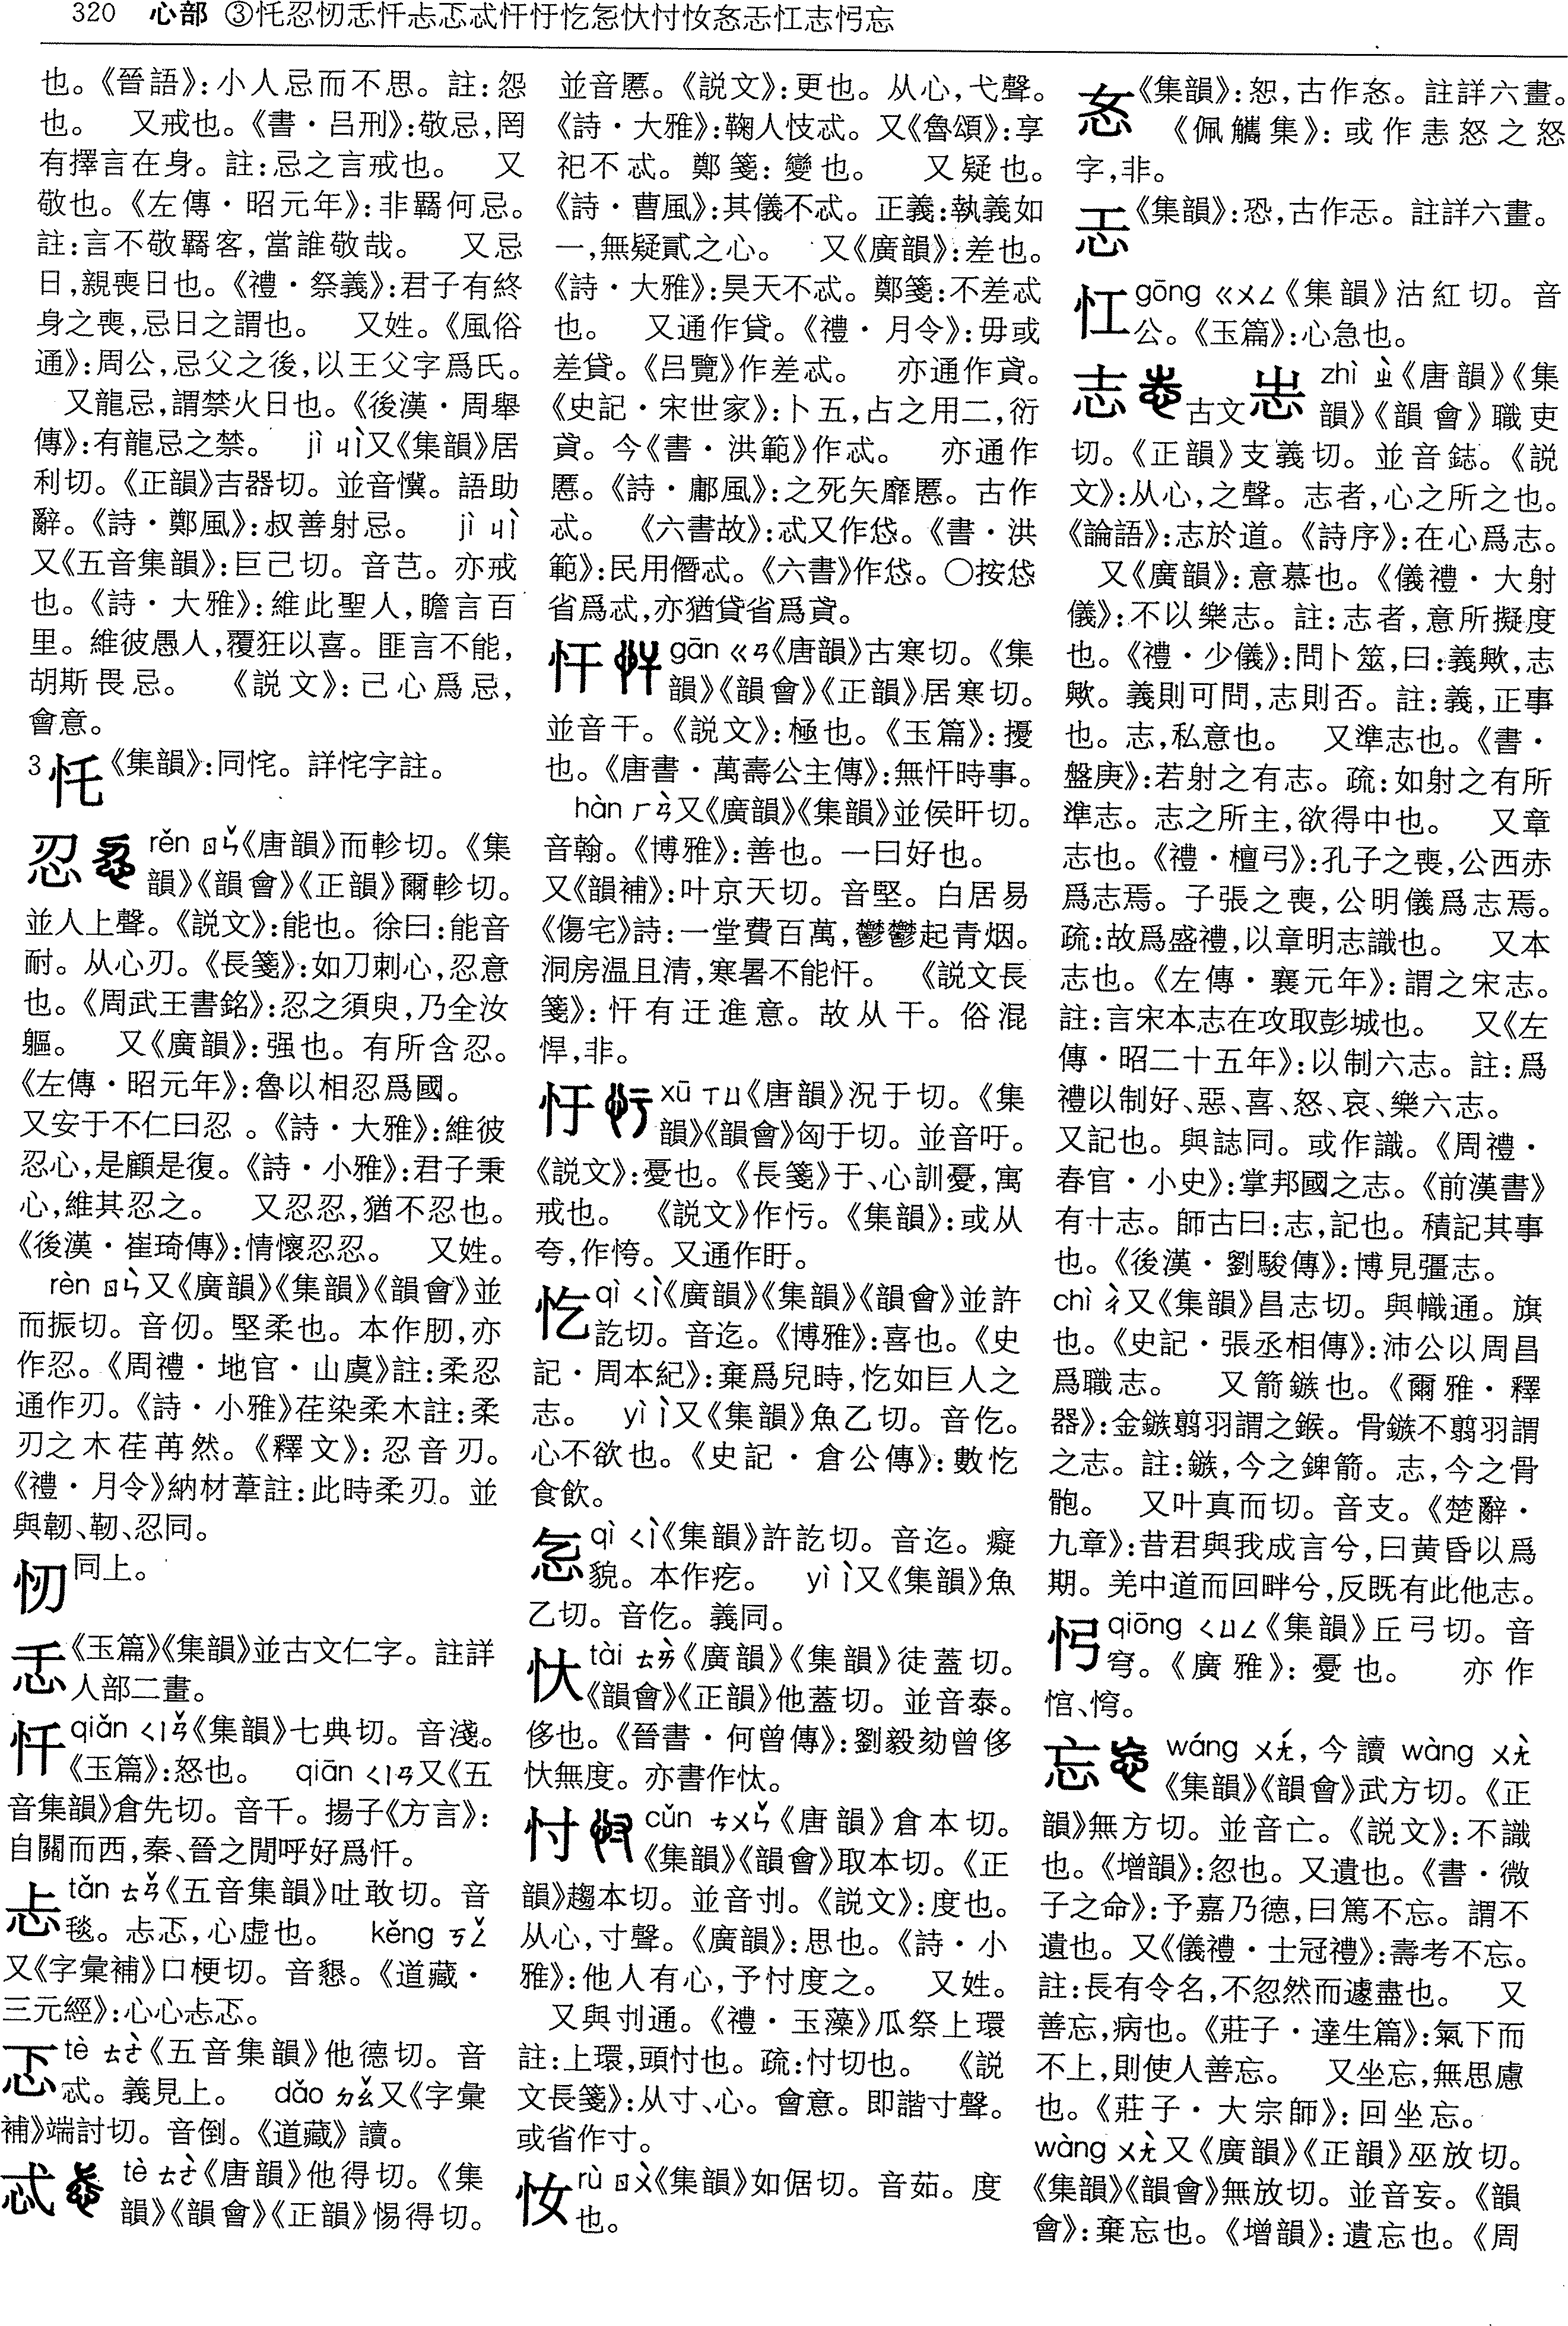 320 心部 ③忏忍忉忎忏忐忑忒忓忓忔忥忕忖㤓忞忈忹志㤟忘
也。《晉語》：小人忌而不思。註：怨
也。　又戒也。《書·吕刑》：敬忌，罔
有擇言在身。註：忌之言戒也。　又
敬也。《左傳·昭元年》：非羇何忌。
註：言不敬羇客，當誰敬哉。　又忌
日，親喪日也。《禮·祭義》：君子有終
身之喪，忌日之謂也。　又姓。《風俗
通》：周公，忌父之後，以王父字爲氏。
又龍忌，謂禁火日也。《後漢·周舉
傳》：有龍忌之禁。　jì ㄐㄧˋ又《集韻》居
利切。《正韻》吉器切。並音懻。語助
辭。《詩·鄭風》：叔善射忌。　jì ㄐㄧˋ
又《五音集韻》：巨己切。音芑。亦戒
也。《詩·大雅》：維此聖人，瞻言百
里。維彼愚人，覆狂以喜。匪言不能，
胡斯畏忌。　《説文》：己心爲忌，
會意。
3 㤞《集韻》：同恾。詳恾字註。
忍 rěn ㄖㄣˇ《唐韻》而軫切。《集
韻》《韻會》《正韻》爾軫切。
並人上聲。《説文》：能也。徐曰：能音
耐。从心刃。《長箋》：如刀刺心，忍意
也。《周武王書銘》：忍之須臾，乃全汝
軀。　又《廣韻》：强也。有所含忍。
《左傳·昭元年》：魯以相忍爲國。
又安于不仁曰忍 。《詩·大雅》：維彼
忍心，是顧是復。《詩·小雅》：君子秉
心，維其忍之。　又忍忍，猶不忍也。
《後漢·崔琦傳》：情懷忍忍。　又姓。
rèn ㄖㄣˋ又《廣韻》《集韻》《韻會》並
而振切。音仞。堅柔也。本作肕，亦
作忍。《周禮·地官·山虞》註：柔忍
通作刃。《詩·小雅》荏染柔木註：柔
刃之木荏苒然。《釋文》：忍音刃。
《禮·月令》納材葦註：此時柔刃。並
與韌、靭、忍同。
㣼 同上。
忎《玉篇》《集韻》並古文仁字。註詳
人部二畫。
忏 qiǎn ㄑㄧㄢˇ《集韻》七典切。音淺。
《玉篇》：怒也。　qiān ㄑㄧㄢ又《五
音集韻》倉先切。音千。揚子《方言》：
自關而西，秦、晉之閒呼好爲忏。
忐 tǎn ㄊㄢˇ《五音集韻》吐敢切。音
毯。忐忑，心虚也。　kěng ㄎㄥˇ
又《字彙補》口梗切。音懇。《道藏·
三元經》：心心忐忑。
忑 tè ㄊㄜˋ《五音集韻》他德切。音
忒。義見上。　dǎo ㄉㄠˇ又《字彙
補》端討切。音倒。《道藏》讀。
忒 tè ㄊㄜˋ《唐韻》他得切。《集
韻》《韻會》《正韻》惕得切。
並音慝。《説文》：更也。从心，弋聲。
《詩·大雅》：鞠人忮忒。又《魯頌》：享
祀不忒。鄭箋：變也。　又疑也。
《詩·曹風》：其儀不忒。正義：執義如
一，無疑貳之心。　又《廣韻》：差也。
《詩·大雅》：昊天不忒。鄭箋：不差忒
也。　又通作貸。《禮·月令》：毋或
差貸。《吕覽》作差忒。　亦通作貣。
《史記·宋世家》：卜五，占之用二，衍
貣。今《書·洪範》作忒。　亦通作
慝。《詩·鄘風》：之死矢靡慝。古作
忒。　《六書故》：忒又作㤥。《書·洪
範》：民用僭忒。《六書》作㤥。○按㤥
省爲忒，亦猶貸省爲貣。
忓 gān ㄍㄢ《唐韻》古寒切。《集
韻》《韻會》《正韻》居寒切。
並音干。《説文》：極也。《玉篇》：擾
也。《唐書·萬壽公主傳》：無忓時事。
hàn ㄏㄢˋ又《廣韻》《集韻》並侯旰切。
音翰。《博雅》：善也。一曰好也。
又《韻補》：叶京天切。音堅。白居易
《傷宅》詩：一堂費百萬，鬱鬱起青烟。
洞房温且清，寒暑不能忓。　《説文長
箋》：忓有迂進意。故从干。俗混
悍，非。
忬 xū ㄒㄩ《唐韻》況于切。《集
韻》《韻會》匈于切。並音吁。
《説文》：憂也。《長箋》于、心訓憂，寓
戒也。　《説文》作㤄。《集韻》：或从
夸，作恗。又通作盱。
忔 qì ㄑㄧˋ《廣韻》《集韻》《韻會》並許
訖切。音迄。《博雅》：喜也。《史
記·周本紀》：棄爲兒時，忔如巨人之
志。　yì ㄧˋ又《集韻》魚乙切。音仡。
心不欲也。《史記·倉公傳》：數忔
食飲。
忥 qì ㄑㄧˋ《集韻》許訖切。音迄。癡
貌。本作疙。　yì ㄧˋ又《集韻》魚
乙切。音仡。義同。
忕 tài ㄊㄞˋ《廣韻》《集韻》徒蓋切。
《韻會》《正韻》他蓋切。並音泰。
侈也。《晉書·何曾傳》：劉毅劾曾侈
忕無度。亦書作㤗。
忖 cǔn ㄘㄨㄣˇ《唐韻》倉本切。
《集韻》《韻會》取本切。《正
韻》趨本切。並音刌。《説文》：度也。
从心，寸聲。《廣韻》：思也。《詩·小
雅》：他人有心，予忖度之。　又姓。
又與刌通。《禮·玉藻》瓜祭上環
註：上環，頭忖也。疏：忖切也。　《説
文長箋》：从寸、心。會意。即諧寸聲。
或省作寸。
㤓 rù ㄖㄨˋ《集韻》如倨切。音茹。度
也。
㣽《集韻》：恕，古作㣽。註詳六畫。
《佩觿集》：或作恚怒之怒
字，非。
㤨《集韻》：恐，古作㤨。註詳六畫。
㤏 gōng ㄍㄨㄥ《集韻》沽紅切。音
公。《玉篇》：心急也。
志 古文㞢 zhì ㄓˋ《唐韻》《集
韻》《韻會》職吏
切。《正韻》支義切。並音誌。《説
文》：从心，之聲。志者，心之所之也。
《論語》：志於道。《詩序》：在心爲志。
又《廣韻》：意慕也。《儀禮·大射
儀》：不以樂志。註：志者，意所擬度
也。《禮·少儀》：問卜筮，曰：義歟，志
歟。義則可問，志則否。註：義，正事
也。志，私意也。　又準志也。《書·
盤庚》：若射之有志。疏：如射之有所
準志。志之所主，欲得中也。　又章
志也。《禮·檀弓》：孔子之喪，公西赤
爲志焉。子張之喪，公明儀爲志焉。
疏：故爲盛禮，以章明志識也。　又本
志也。《左傳·襄元年》：謂之宋志。
註：言宋本志在攻取彭城也。　又《左
傳·昭二十五年》：以制六志。註：爲
禮以制好、惡、喜、怒、哀、樂六志。
又記也。與誌同。或作識。《周禮·
春官·小史》：掌邦國之志。《前漢書》
有十志。師古曰：志，記也。積記其事
也。《後漢·劉駿傳》：博見彊志。
chì ㄔˋ又《集韻》昌志切。與幟通。旗
也。《史記·張丞相傳》：沛公以周昌
爲職志。　又箭鏃也。《爾雅·釋
器》：金鏃翦羽謂之鍭。骨鏃不翦羽謂
之志。註：鏃，今之錍箭。志，今之骨
骲。　又叶真而切。音支。《楚辭·
九章》：昔君與我成言兮，曰黄昏以爲
期。羌中道而回畔兮，反既有此他志。
㤟 qiōng ㄑㄩㄥ《集韻》丘弓切。音
穹。《廣雅》：憂也。　亦作
悺、㤨。
忘 wáng ㄨㄤˊ，今讀 wàng ㄨㄤˋ
《集韻》《韻會》武方切。《正
韻》無方切。並音亡。《説文》：不識
也。《增韻》：忽也。又遺也。《書·微
子之命》：予嘉乃德，曰篤不忘。謂不
遺也。又《儀禮·士冠禮》：壽考不忘。
註：長有令名，不忽然而遽盡也。　又
善忘，病也。《莊子·達生篇》：氣下而
不上，則使人善忘。　又坐忘，無思慮
也。《莊子·大宗師》：回坐忘。
wàng ㄨㄤˋ又《廣韻》《正韻》巫放切。
《集韻》《韻會》無放切。並音妄。《韻
會》：棄忘也。《增韻》：遺忘也。《周